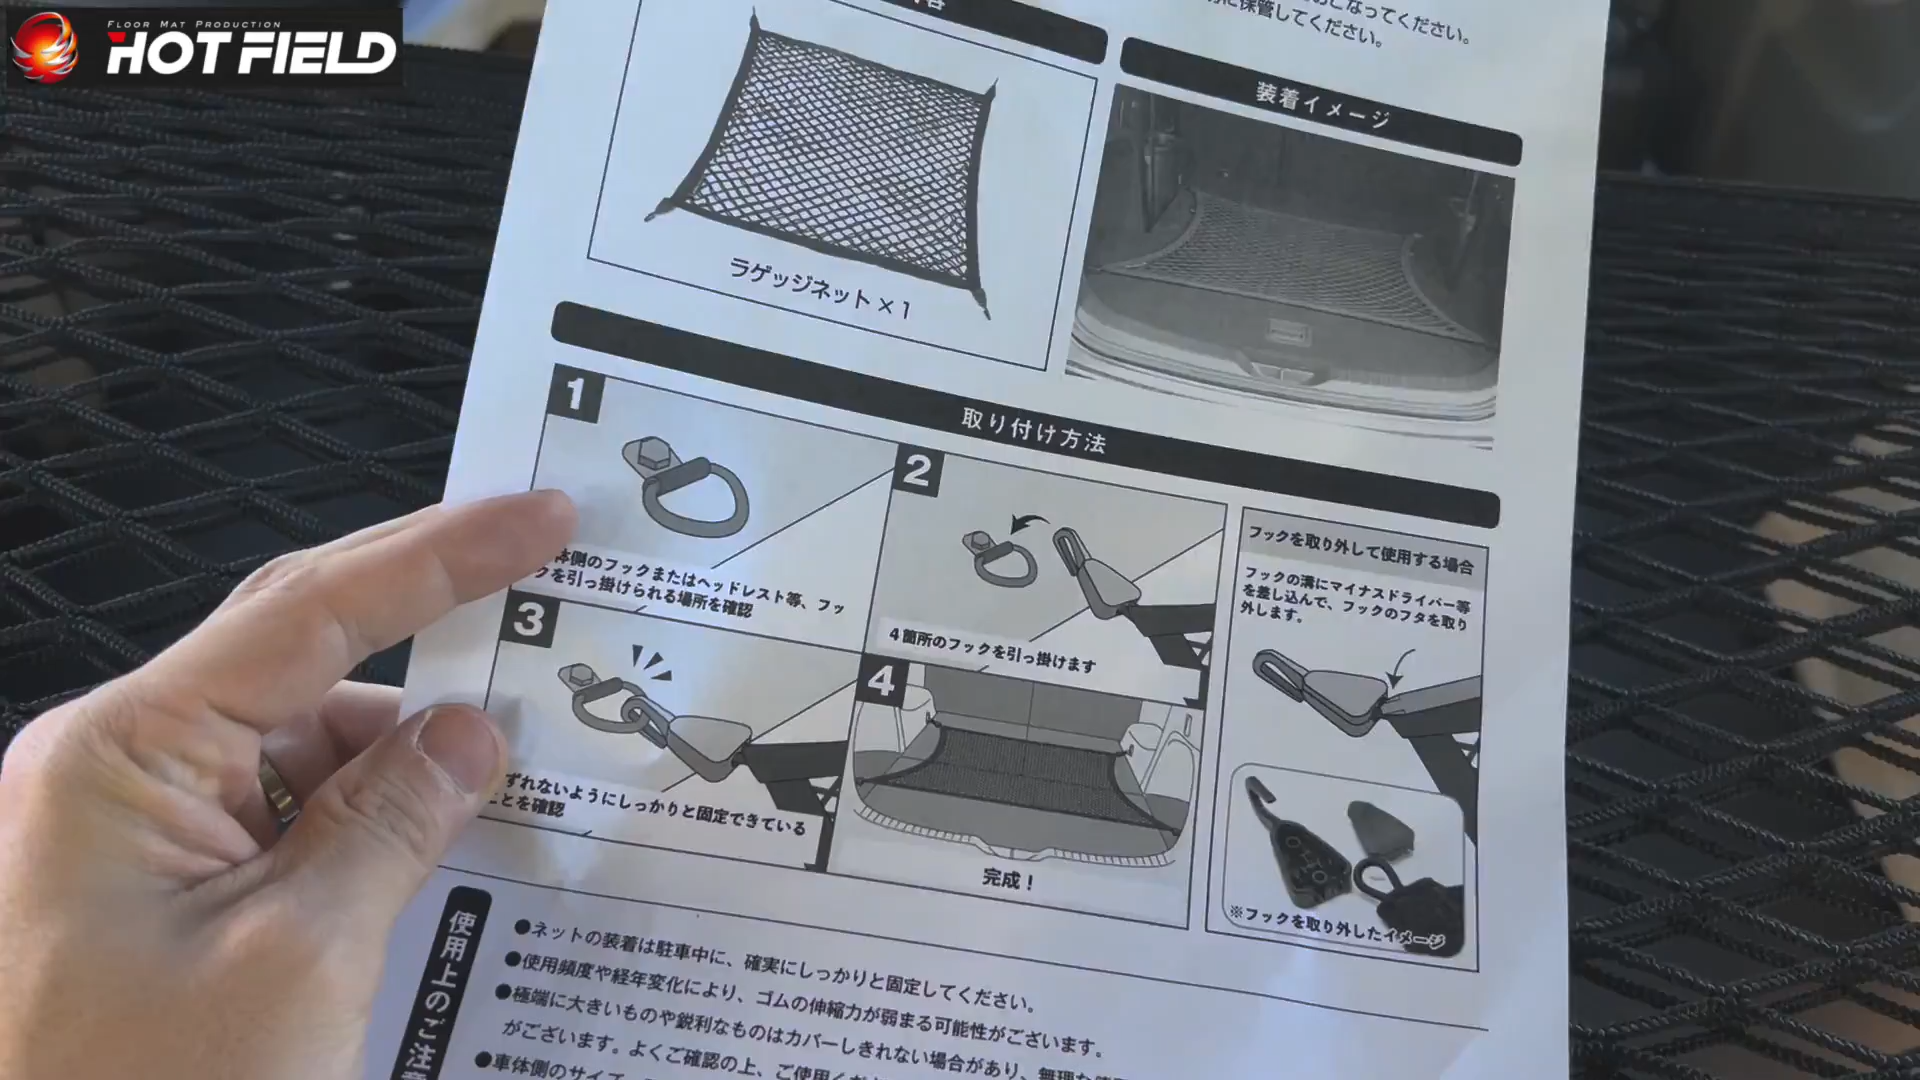 FLOOR MAT PRODUCTION
HOT FIELD
におこなってください。
に保管してください。
装着イメージ
ラゲッジネット×1
取り付け方法
1
体側のフックまたはヘッドレスト等、フッ
クを引っ掛けられる場所を確認
2
4箇所のフックを引っ掛けます
3
ずれないようにしっかりと固定できている
ことを確認
4
完成！
フックを取り外して使用する場合
フックの溝にマイナスドライバー等
を差し込んで、フックのフタを取り
外します。
※フックを取り外したイメージ
使用上のご注意
●ネットの装着は駐車中に、確実にしっかりと固定してください。
●使用頻度や経年変化により、ゴムの伸縮力が弱まる可能性がございます。
●極端に大きいものや鋭利なものはカバーしきれない場合があり、無理な
がございます。よくご確認の上、ご使用くだ
●車体側のサイズ